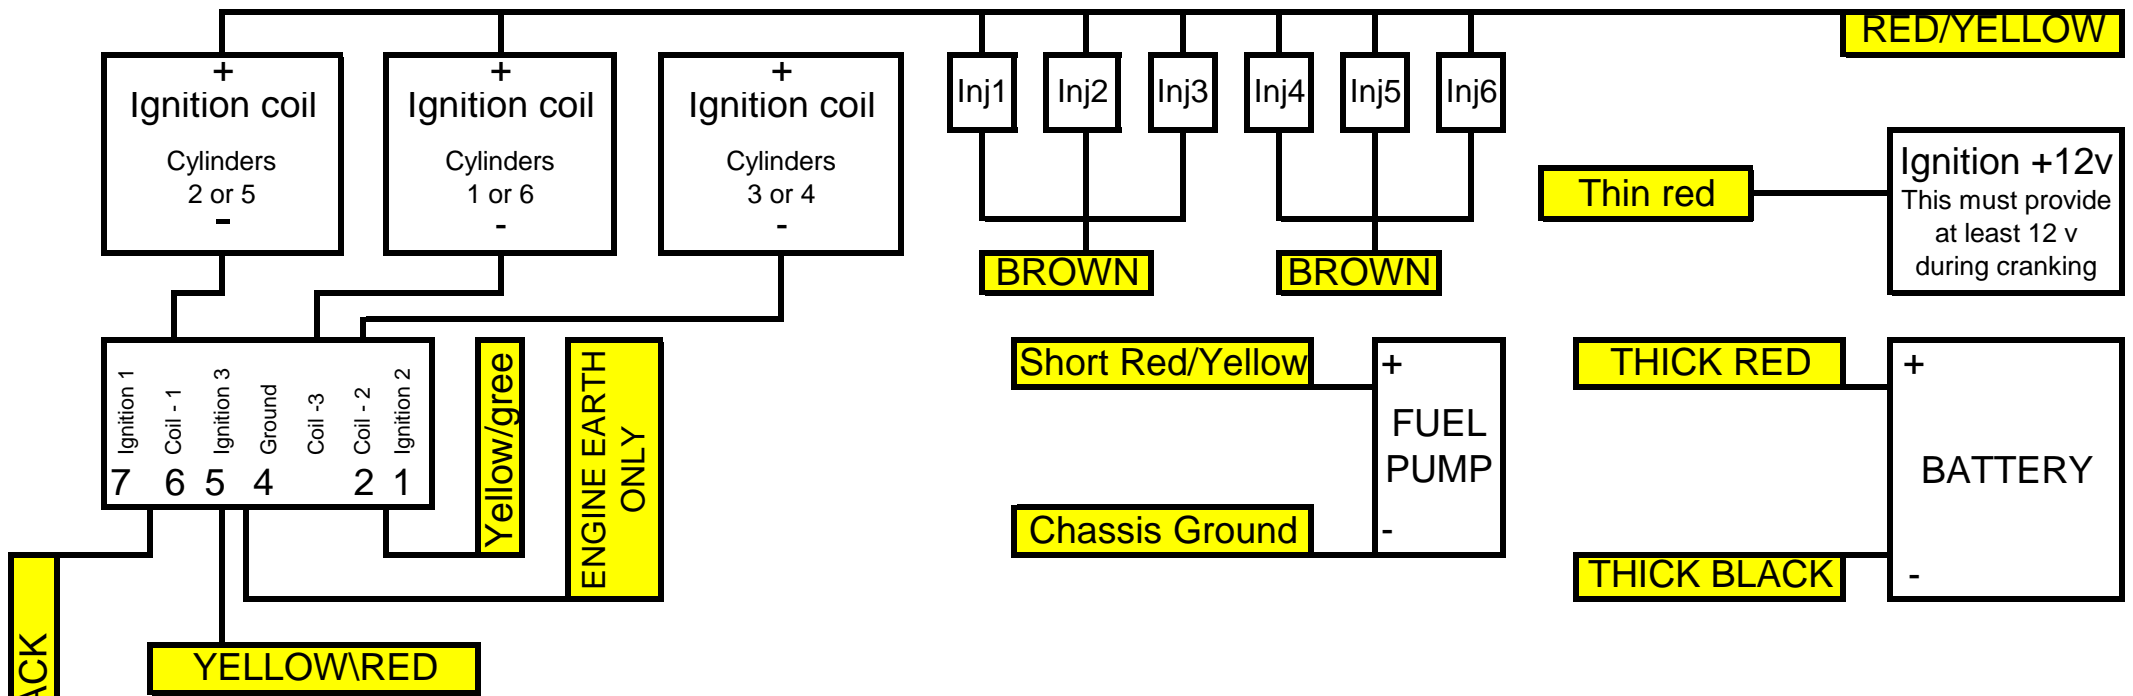 RED/YELLOW
+
Ignition coil
Cylinders
2 or 5
-
+
Ignition coil
Cylinders
1 or 6
-
+
Ignition coil
Cylinders
3 or 4
-
Inj1
Inj2
Inj3
Inj4
Inj5
Inj6
BROWN
BROWN
Thin red
Ignition +12v
This must provide
at least 12 v
during cranking
Ignition 1
Coil - 1
Ignition 3
Ground
Coil -3
Coil - 2
Ignition 2
7 6 5 4 2 1
Yellow/gree
ENGINE EARTH
ONLY
Short Red/Yellow
Chassis Ground
+
FUEL
PUMP
-
THICK RED
THICK BLACK
+
BATTERY
-
YELLOW\RED